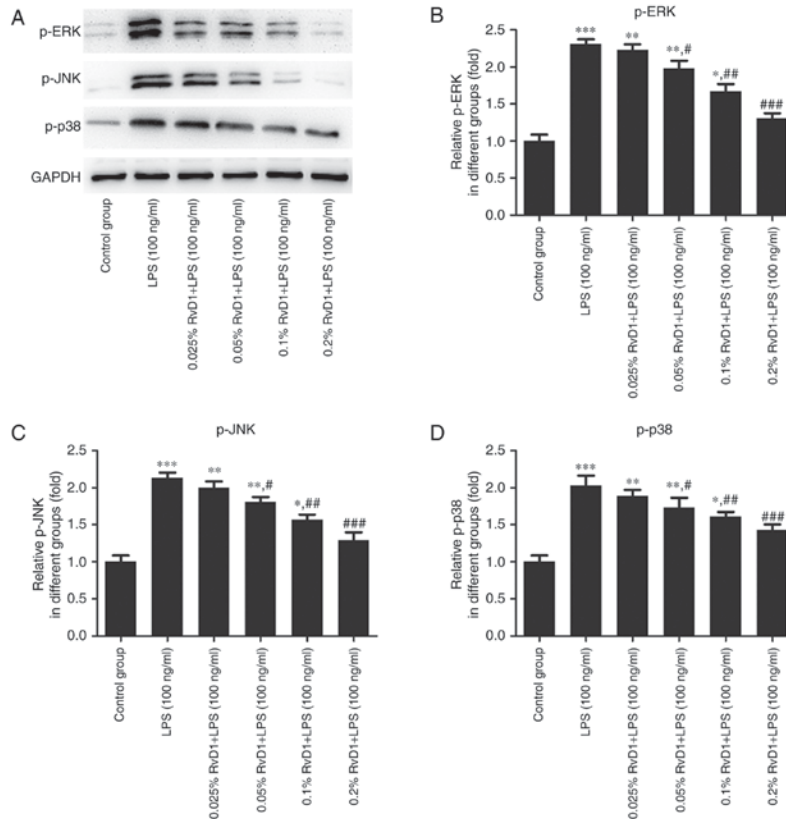 A
p-ERK
p-JNK
p-p38
GAPDH
Control group
LPS (100 ng/ml)
0.025% RvD1+LPS (100 ng/ml)
0.05% RvD1+LPS (100 ng/ml)
0.1% RvD1+LPS (100 ng/ml)
0.2% RvD1+LPS (100 ng/ml)
B
p-ERK
Relative p-ERK
in different groups (fold)
2.5
2.0
1.5
1.0
0.5
0.0
***
**
**,#
*,##
###
Control group
LPS (100 ng/ml)
0.025% RvD1+LPS (100 ng/ml)
0.05% RvD1+LPS (100 ng/ml)
0.1% RvD1+LPS (100 ng/ml)
0.2% RvD1+LPS (100 ng/ml)
C
p-JNK
Relative p-JNK
in different groups (fold)
2.5
2.0
1.5
1.0
0.5
0.0
***
**
**,#
*,##
###
Control group
LPS (100 ng/ml)
0.025% RvD1+LPS (100 ng/ml)
0.05% RvD1+LPS (100 ng/ml)
0.1% RvD1+LPS (100 ng/ml)
0.2% RvD1+LPS (100 ng/ml)
D
p-p38
Relative p-p38
in different groups (fold)
2.5
2.0
1.5
1.0
0.5
0.0
***
**
**,#
*,##
###
Control group
LPS (100 ng/ml)
0.025% RvD1+LPS (100 ng/ml)
0.05% RvD1+LPS (100 ng/ml)
0.1% RvD1+LPS (100 ng/ml)
0.2% RvD1+LPS (100 ng/ml)